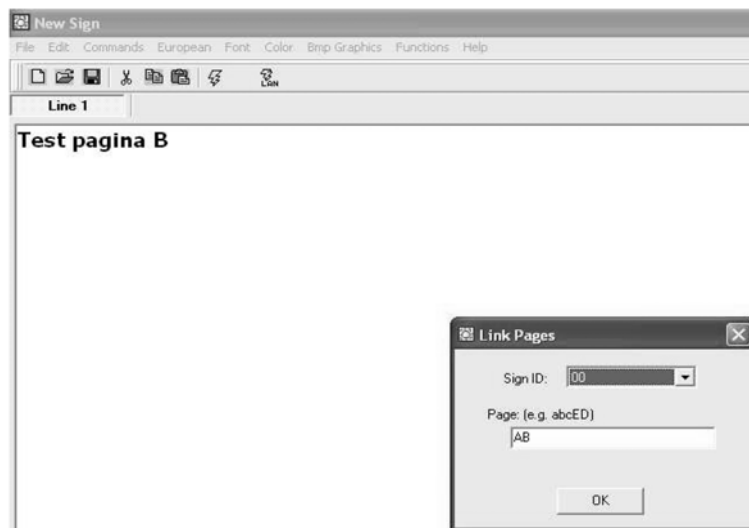 New Sign
File Edit Commands European Font Color Bmp Graphics Functions Help
LAN
Line 1
Test pagina B
Link Pages
Sign ID: 00
Page: (e.g. abcED)
AB
OK